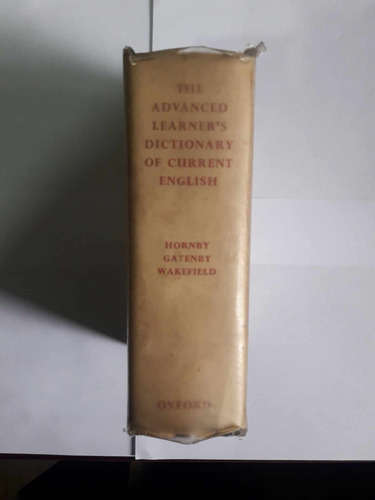 THE
ADVANCED
LEARNER'S
DICTIONARY
OF CURRENT
ENGLISH
HORNBY
GATENBY
WAKEFIELD
OXFORD